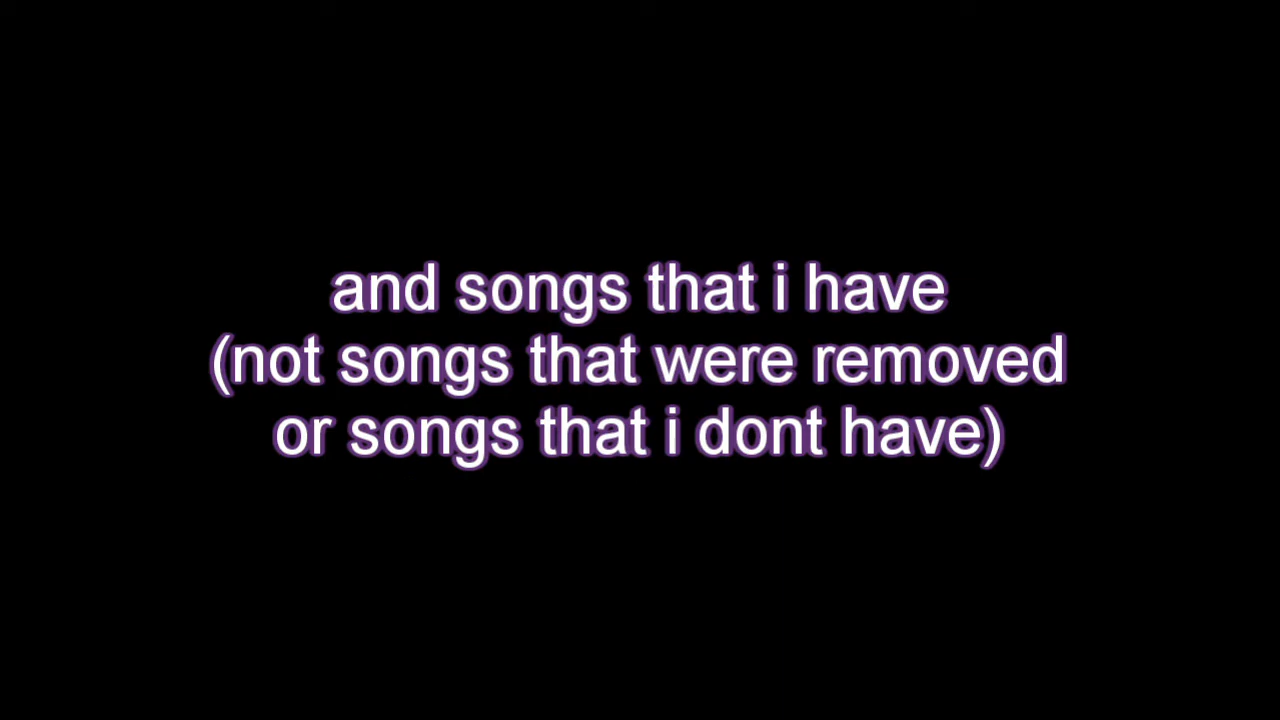 and songs that i have
(not songs that were removed
or songs that i dont have)